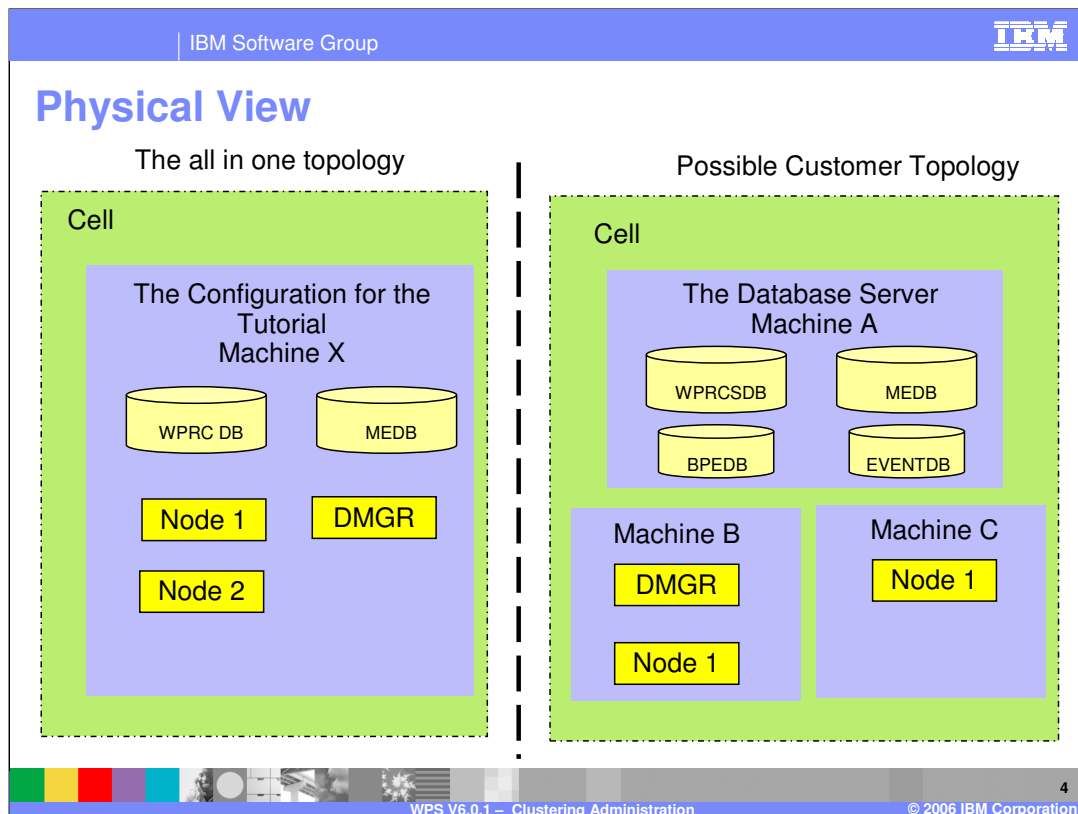 IBM Software Group
IBM
Physical View
The all in one topology
Cell
The Configuration for the
Tutorial
Machine X
WPRC DB
MEDB
Node 1
DMGR
Node 2
Possible Customer Topology
Cell
The Database Server
Machine A
WPRCSDB
MEDB
BPEDB
EVENTDB
Machine B
DMGR
Node 1
Machine C
Node 1
4
WPS V6.0.1 – Clustering Administration
© 2006 IBM Corporation